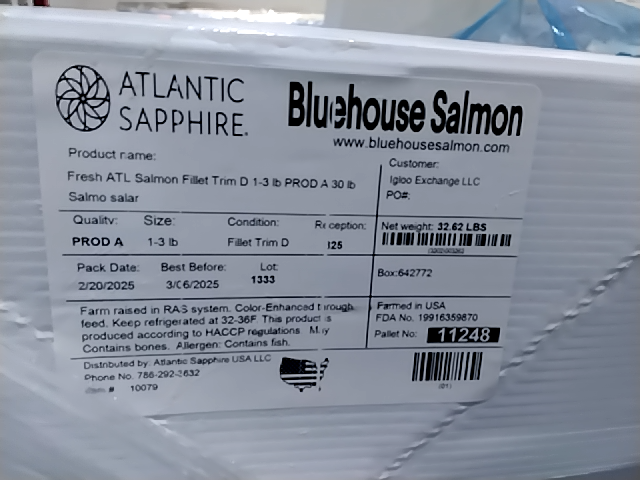 ATLANTIC
SAPPHIRE.
Bluehouse Salmon
www.bluehousesalmon.com
Product name:
Fresh ATL Salmon Fillet Trim D 1-3 lb PROD A 30 lb
Salmo salar
Customer:
Igloo Exchange LLC
PO#:
Quality: Size: Condition: Reception:
PROD A 1-3 lb Fillet Trim D 125
Net weight: 32.62 LBS
Pack Date: Best Before: Lot:
2/20/2025 3/06/2025 1333
Box:642772
Farm raised in RAS system. Color-Enhanced through
feed. Keep refrigerated at 32-36F. This product is
produced according to HACCP regulations. May
Contains bones. Allergen: Contains fish.
Farmed in USA
FDA No. 19916359870
Pallet No: 11248
Distributed by: Atlantic Sapphire USA LLC
Phone No. 786-292-3632
Item # 10079
(01)